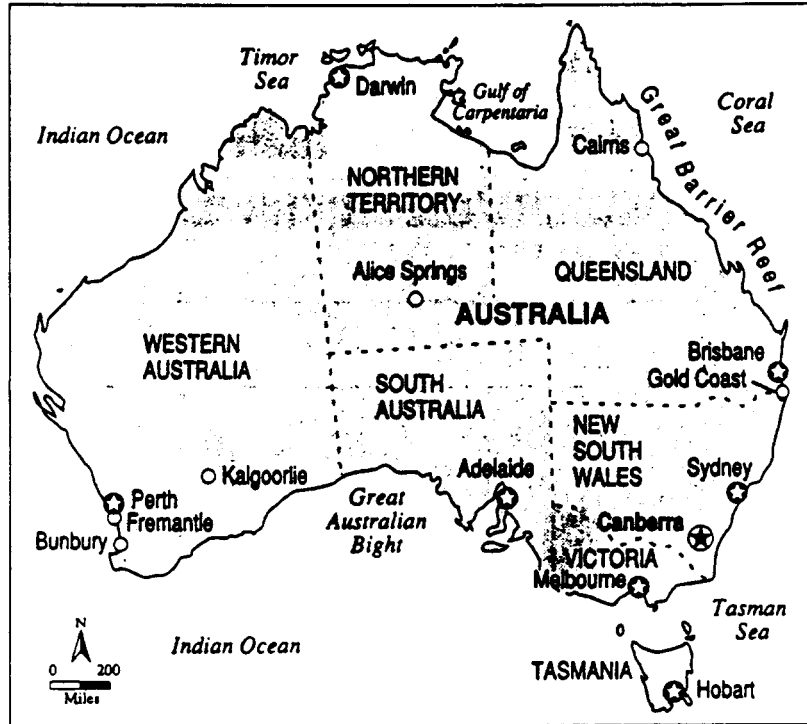 Timor
Sea
Darwin
Gulf of
Carpentaria
Coral
Sea
Indian Ocean
Cairns
Great Barrier Reef
NORTHERN
TERRITORY
Alice Springs
QUEENSLAND
AUSTRALIA
WESTERN
AUSTRALIA
Brisbane
Gold Coast
SOUTH
AUSTRALIA
NEW
SOUTH
WALES
Kalgoorlie
Adelaide
Sydney
Perth
Fremantle
Great
Australian
Bight
Canberra
Bunbury
VICTORIA
Melbourne
Tasman
Sea
N
Indian Ocean
0 200
Miles
TASMANIA
Hobart